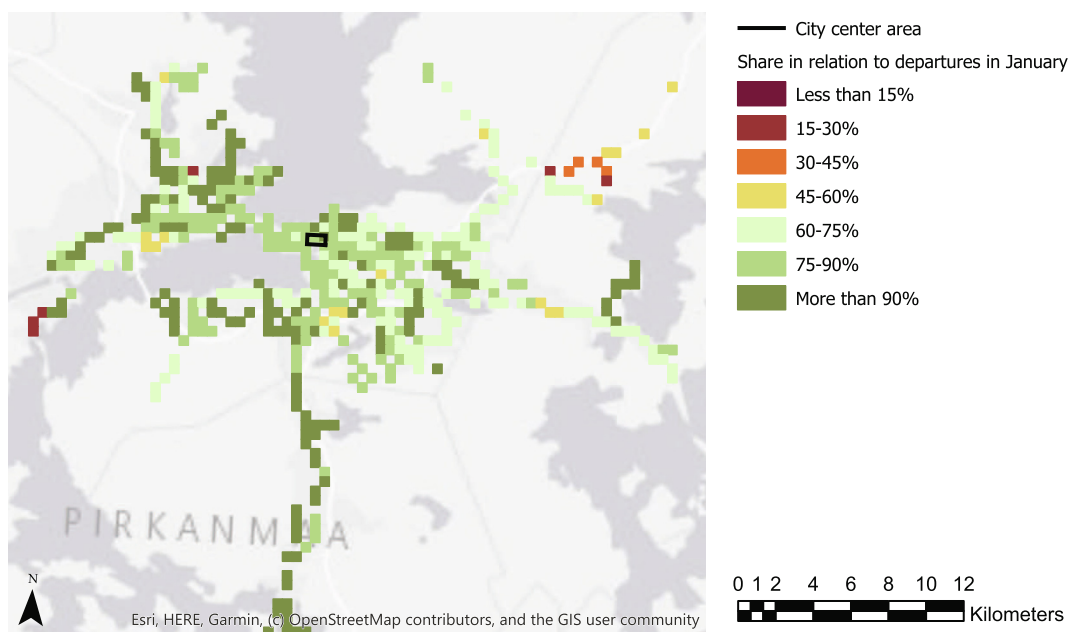 City center area
Share in relation to departures in January
Less than 15%
15-30%
30-45%
45-60%
60-75%
75-90%
More than 90%
PIRKANMAA
N
Esri, HERE, Garmin, (c) OpenStreetMap contributors, and the GIS user community
0 1 2 4 6 8 10 12
Kilometers